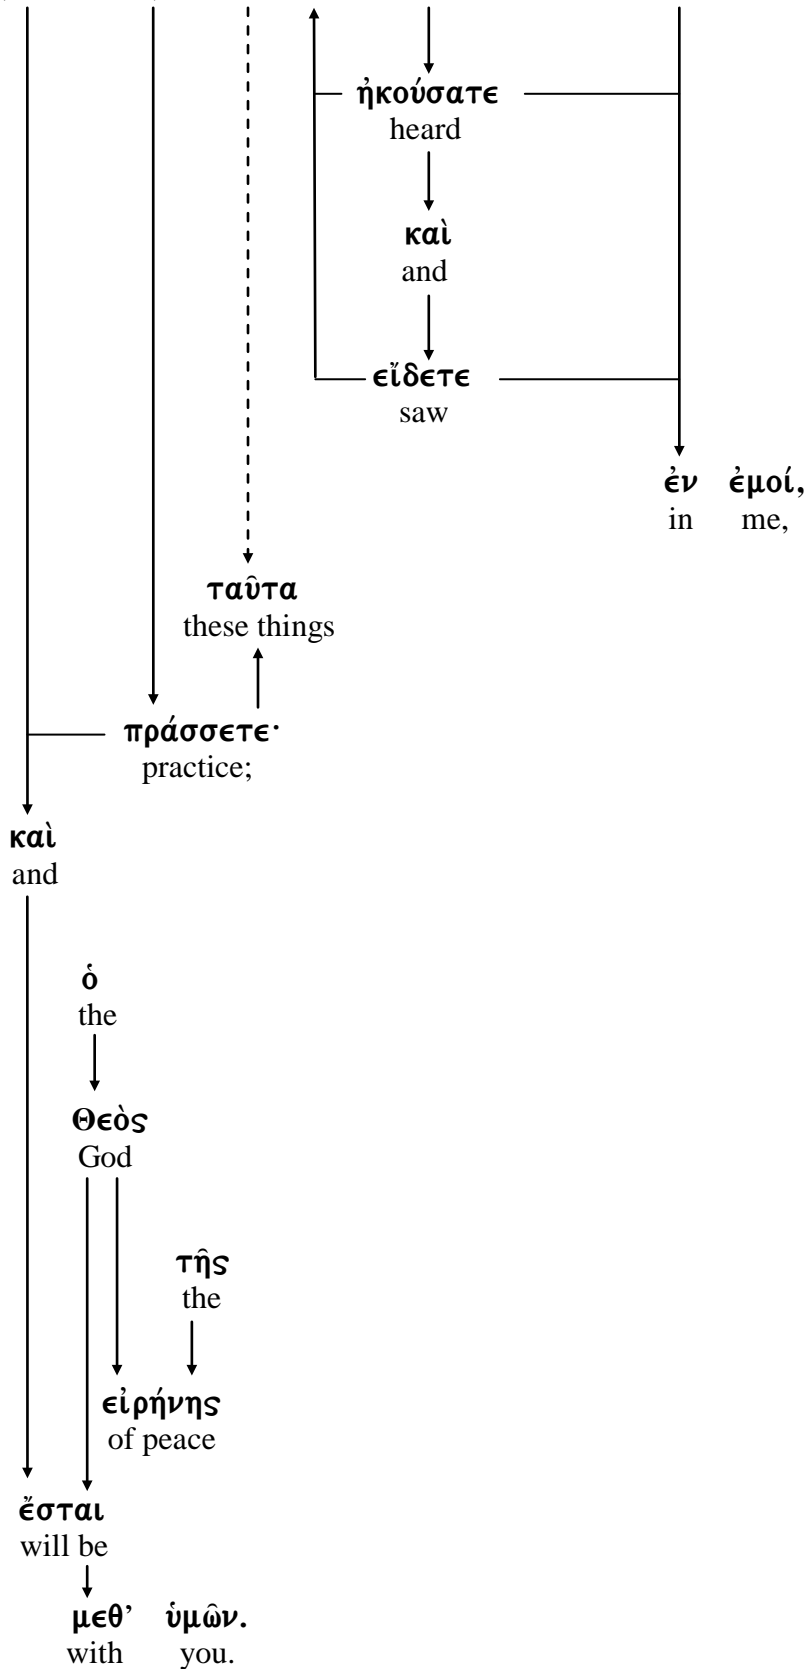 ἠκούσατε
heard
καὶ
and
εἴδετε
saw
ἐν ἐμοί,
in me,
ταῦτα
these things
πράσσετε·
practice;
καὶ
and
ὁ
the
Θεὸς
God
τῆς
the
εἰρήνης
of peace
ἔσται
will be
μεθ’ ὑμῶν.
with you.